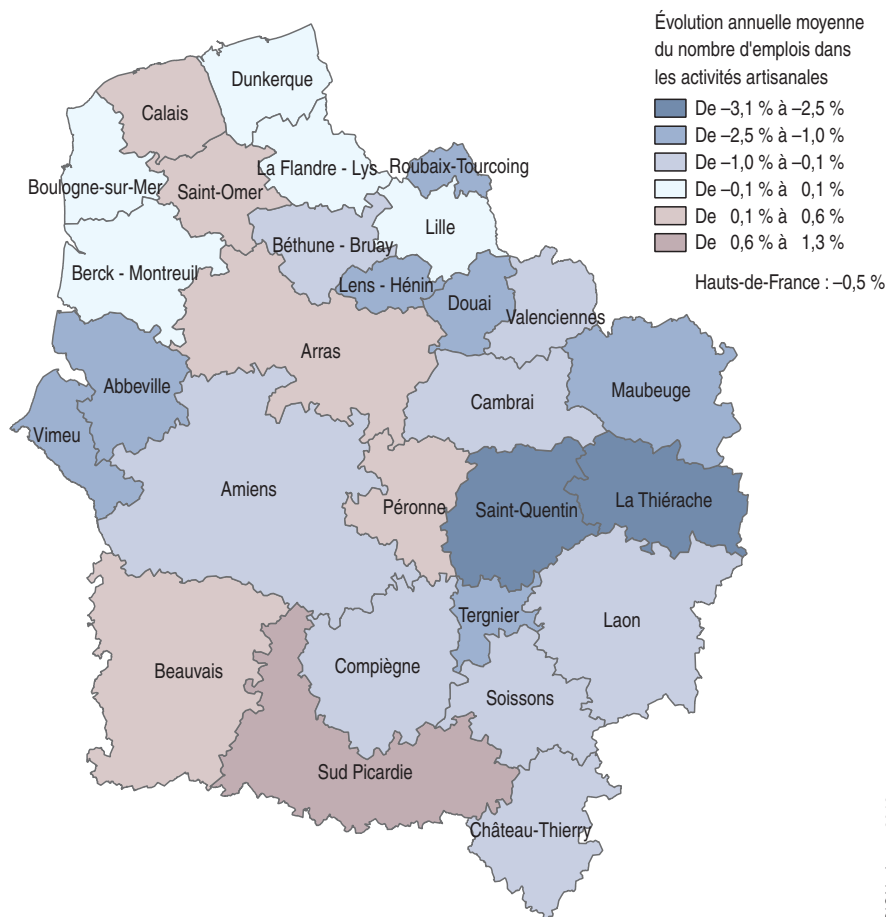 Évolution annuelle moyenne
du nombre d'emplois dans
les activités artisanales
De –3,1 % à –2,5 %
De –2,5 % à –1,0 %
De –1,0 % à –0,1 %
De –0,1 % à 0,1 %
De 0,1 % à 0,6 %
De 0,6 % à 1,3 %
Hauts-de-France : –0,5 %
Dunkerque
Calais
La Flandre - Lys
Roubaix-Tourcoing
Boulogne-sur-Mer
Saint-Omer
Lille
Béthune - Bruay
Berck - Montreuil
Lens - Hénin
Douai
Valenciennes
Arras
Abbeville
Maubeuge
Cambrai
Vimeu
Amiens
Péronne
Saint-Quentin
La Thiérache
Tergnier
Laon
Beauvais
Compiègne
Soissons
Sud Picardie
Château-Thierry